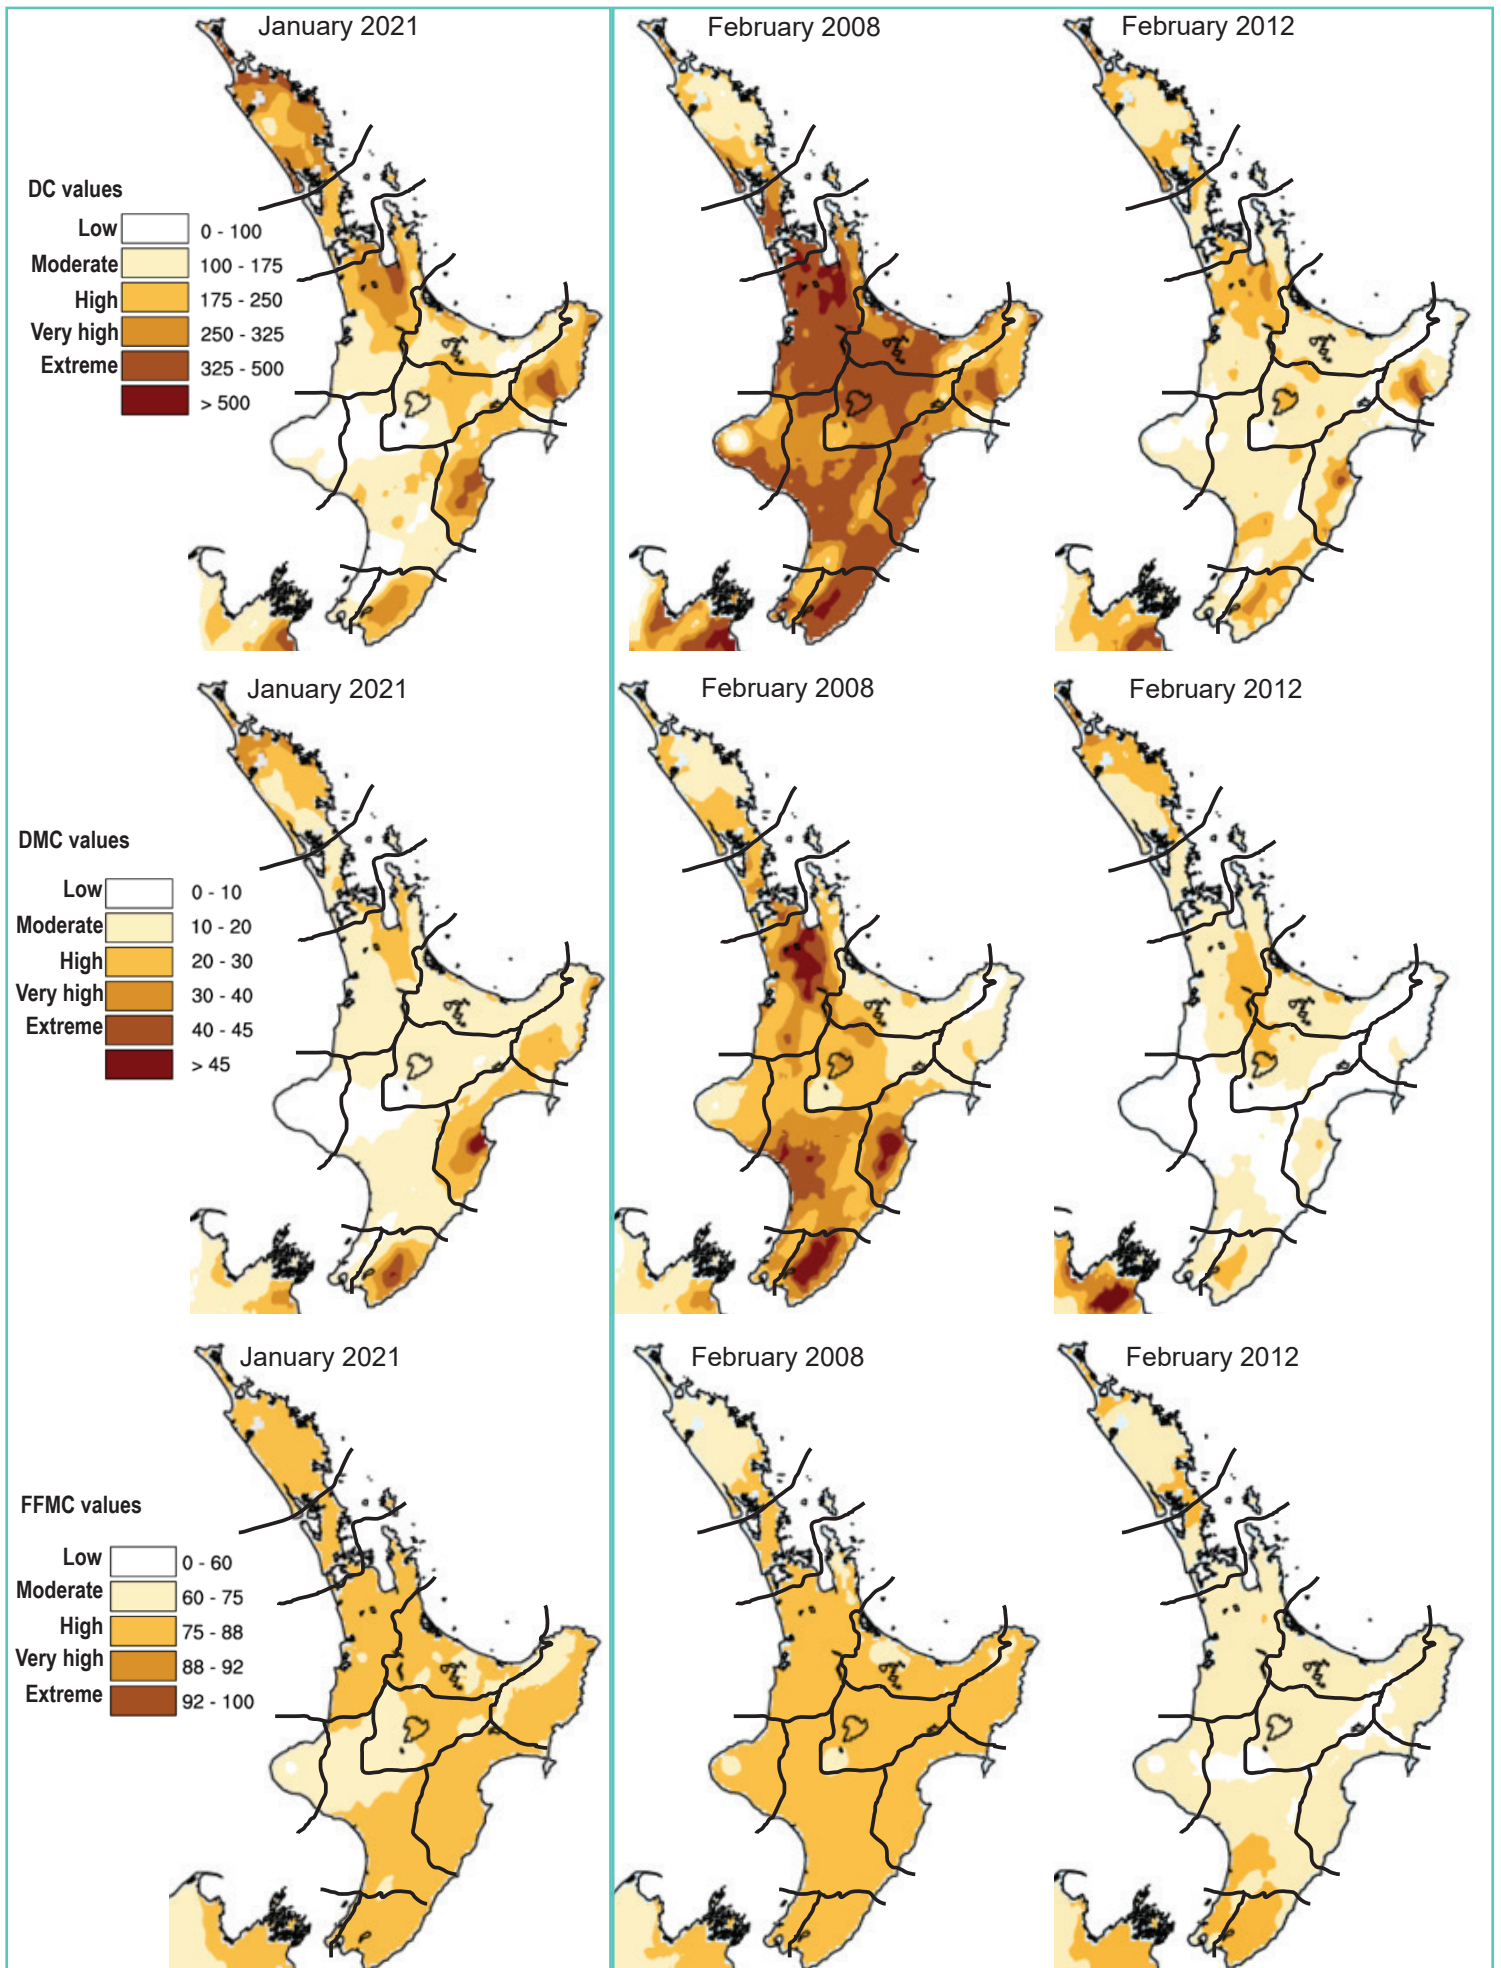 January 2021
February 2008
February 2012
DC values
Low 0 - 100
Moderate 100 - 175
High 175 - 250
Very high 250 - 325
Extreme 325 - 500
> 500
January 2021
February 2008
February 2012
DMC values
Low 0 - 10
Moderate 10 - 20
High 20 - 30
Very high 30 - 40
Extreme 40 - 45
> 45
January 2021
February 2008
February 2012
FFMC values
Low 0 - 60
Moderate 60 - 75
High 75 - 88
Very high 88 - 92
Extreme 92 - 100